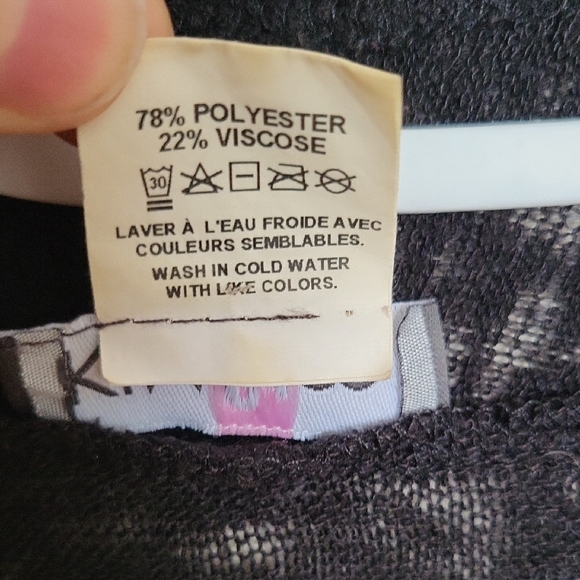 78% POLYESTER
22% VISCOSE
30
LAVER À L'EAU FROIDE AVEC
COULEURS SEMBLABLES.
WASH IN COLD WATER
WITH LIKE COLORS.